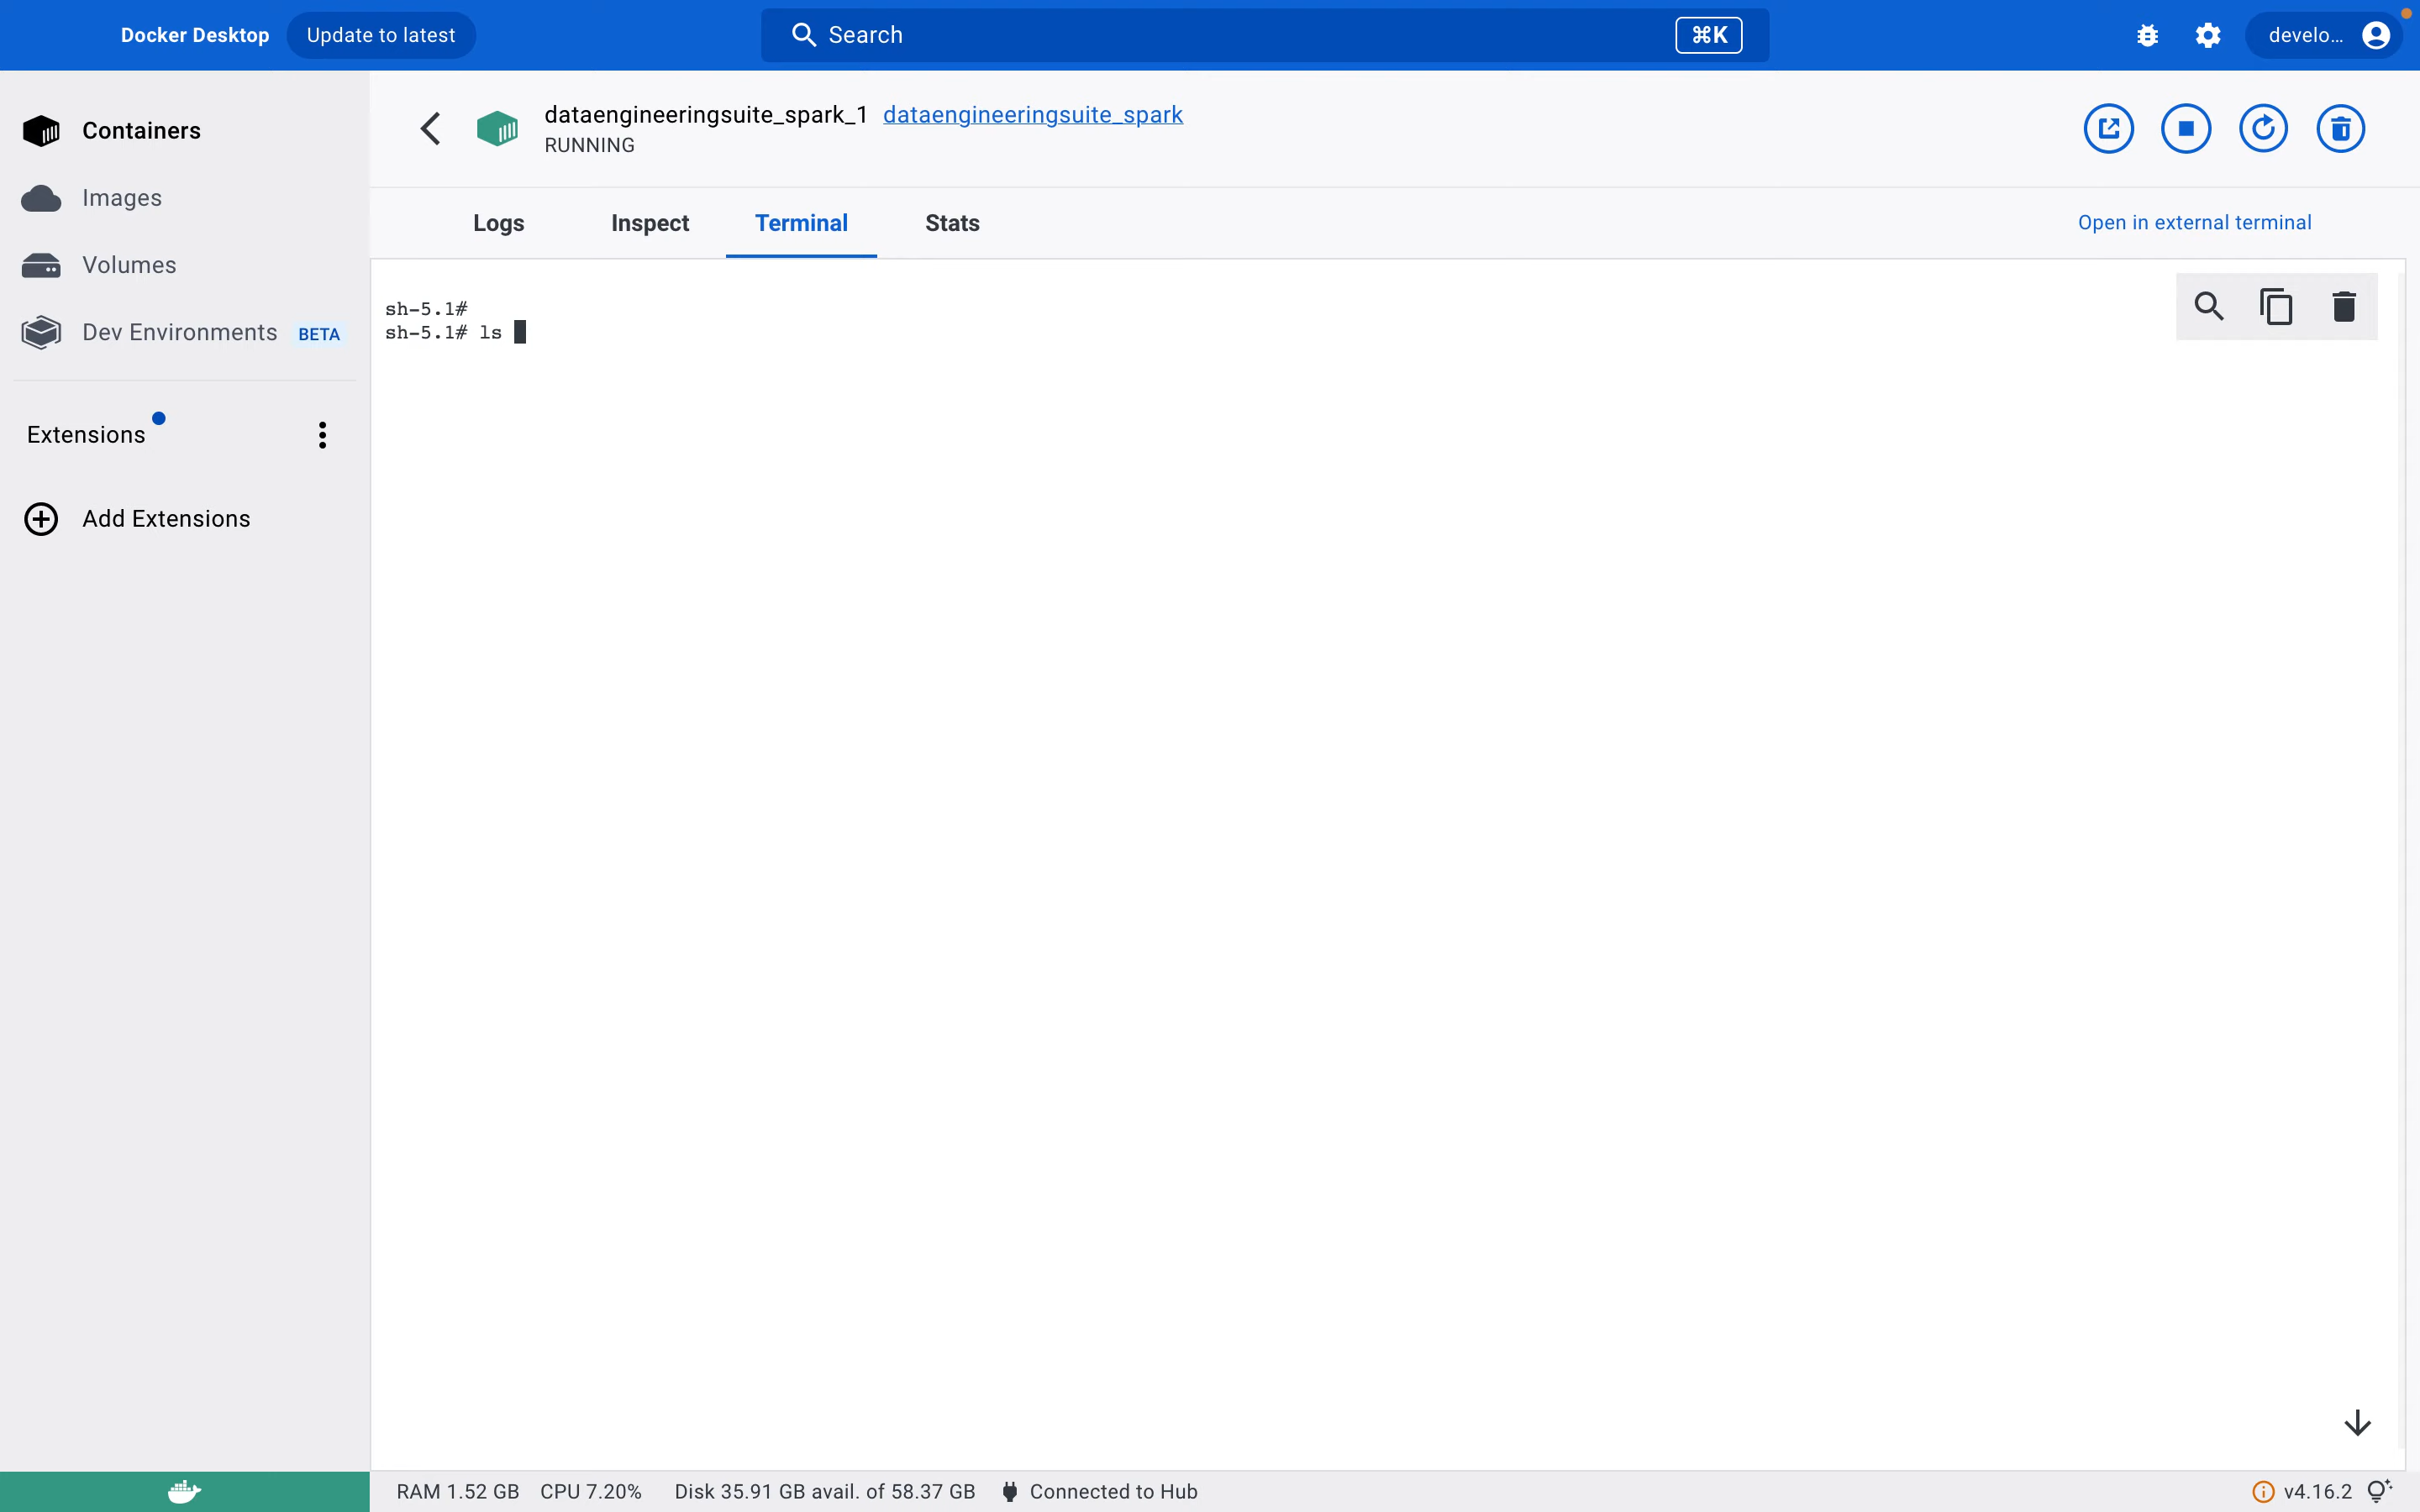 Docker Desktop Update to latest Search ⌘K develo...
Containers
Images
Volumes
Dev Environments BETA
Extensions
Add Extensions
dataengineeringsuite_spark_1 dataengineeringsuite_spark
RUNNING
Logs Inspect Terminal Stats Open in external terminal
sh-5.1#
sh-5.1# ls
RAM 1.52 GB CPU 7.20% Disk 35.91 GB avail. of 58.37 GB Connected to Hub v4.16.2